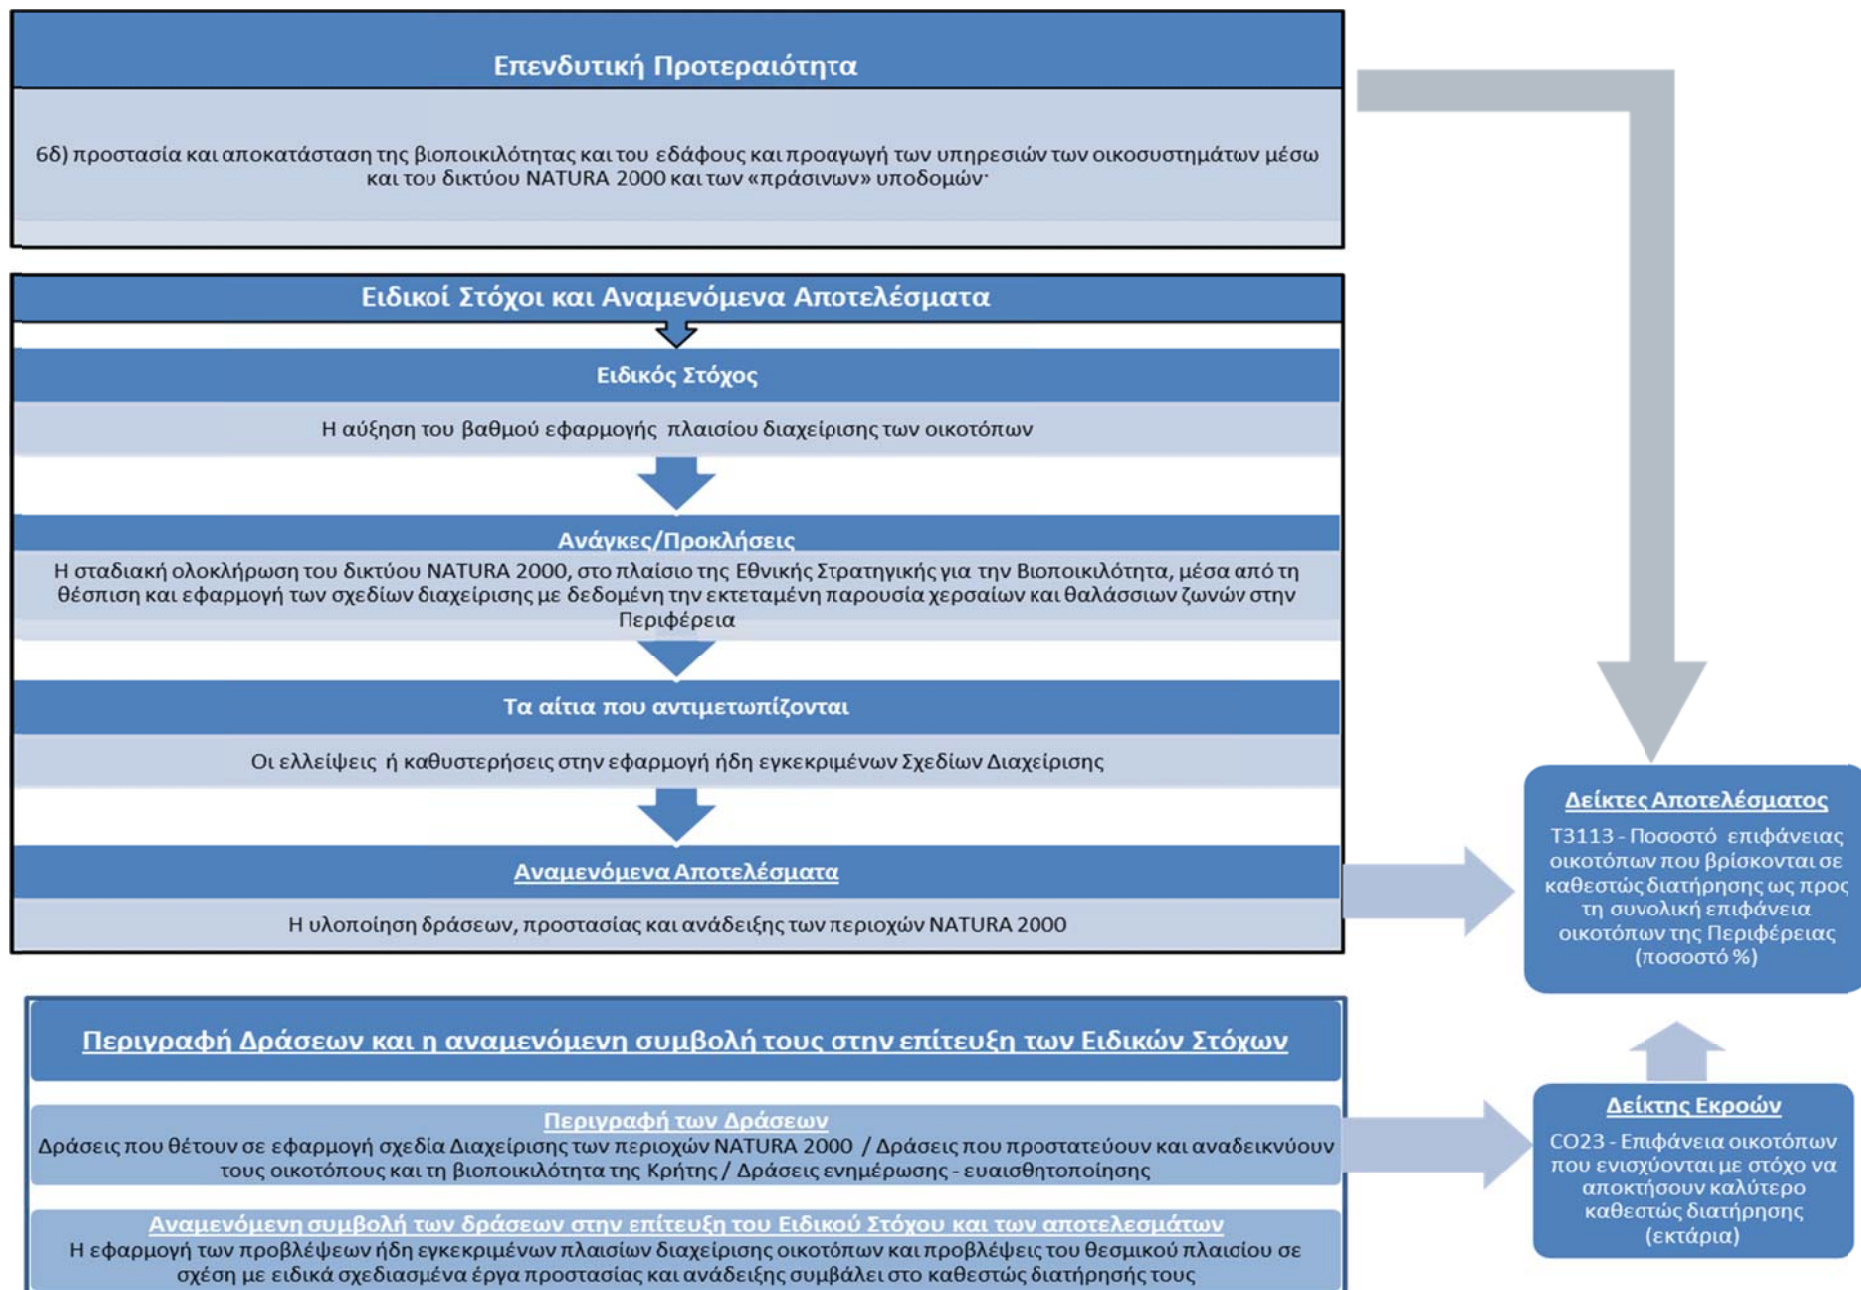 Επενδυτική Προτεραιότητα
6δ) προστασία και αποκατάσταση της βιοποικιλότητας και του εδάφους και προαγωγή των υπηρεσιών των οικοσυστημάτων μέσω
και του δικτύου NATURA 2000 και των «πράσινων» υποδομών·
Ειδικοί Στόχοι και Αναμενόμενα Αποτελέσματα
Ειδικός Στόχος
Η αύξηση του βαθμού εφαρμογής πλαισίου διαχείρισης των οικοτόπων
Ανάγκες/Προκλήσεις
Η σταδιακή ολοκλήρωση του δικτύου NATURA 2000, στο πλαίσιο της Εθνικής Στρατηγικής για την Βιοποικιλότητα, μέσα από τη
θέσπιση και εφαρμογή των σχεδίων διαχείρισης με δεδομένη την εκτεταμένη παρουσία χερσαίων και θαλάσσιων ζωνών στην
Περιφέρεια
Τα αίτια που αντιμετωπίζονται
Οι ελλείψεις ή καθυστερήσεις στην εφαρμογή ήδη εγκεκριμένων Σχεδίων Διαχείρισης
Αναμενόμενα Αποτελέσματα
Η υλοποίηση δράσεων, προστασίας και ανάδειξης των περιοχών NATURA 2000
Δείκτες Αποτελέσματος
T3113 - Ποσοστό επιφάνειας
οικοτόπων που βρίσκονται σε
καθεστώς διατήρησης ως προς
τη συνολική επιφάνεια
οικοτόπων της Περιφέρειας
(ποσοστό %)
Περιγραφή Δράσεων και η αναμενόμενη συμβολή τους στην επίτευξη των Ειδικών Στόχων
Περιγραφή των Δράσεων
Δράσεις που θέτουν σε εφαρμογή σχεδία Διαχείρισης των περιοχών NATURA 2000 / Δράσεις που προστατεύουν και αναδεικνύουν
τους οικοτόπους και τη βιοποικιλότητα της Κρήτης / Δράσεις ενημέρωσης - ευαισθητοποίησης
Αναμενόμενη συμβολή των δράσεων στην επίτευξη του Ειδικού Στόχου και των αποτελεσμάτων
Η εφαρμογή των προβλέψεων ήδη εγκεκριμένων πλαισίων διαχείρισης οικοτόπων και προβλέψεις του θεσμικού πλαισίου σε
σχέση με ειδικά σχεδιασμένα έργα προστασίας και ανάδειξης συμβάλει στο καθεστώς διατήρησής τους
Δείκτης Εκροών
CO23 - Επιφάνεια οικοτόπων
που ενισχύονται με στόχο να
αποκτήσουν καλύτερο
καθεστώς διατήρησης
(εκτάρια)